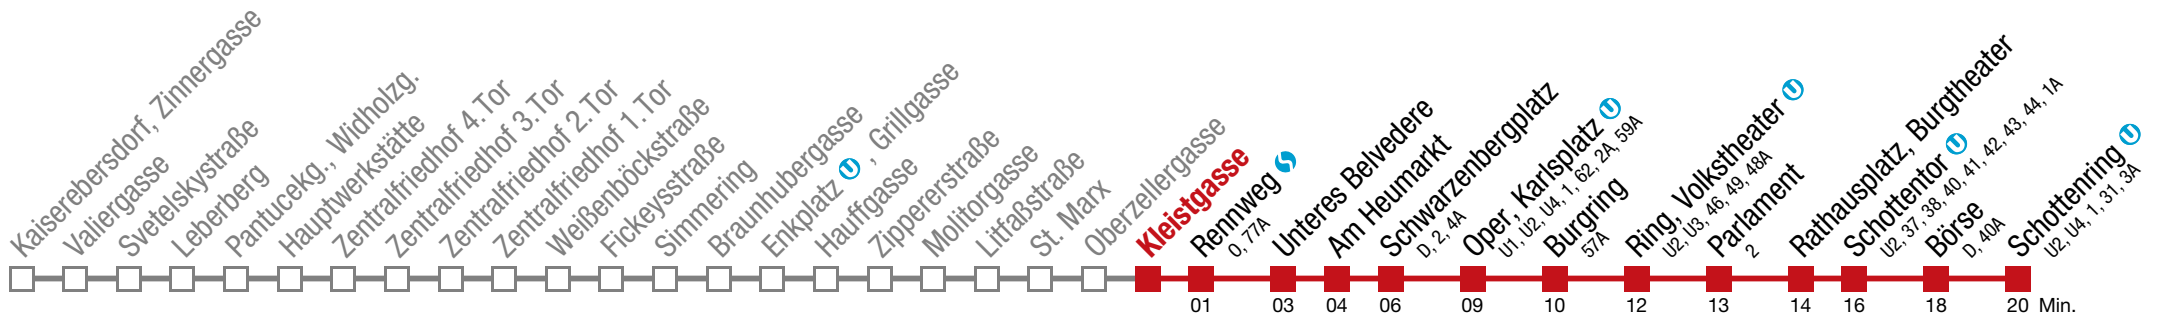 Kaiserebersdorf, Zinnergasse
Valiergasse
Svetelskystraße
Leberberg
Pantucekg., Widholzg.
Hauptwerkstätte
Zentralfriedhof 4.Tor
Zentralfriedhof 3.Tor
Zentralfriedhof 2.Tor
Zentralfriedhof 1.Tor
Weißenböckstraße
Fickeysstraße
Simmering
Braunhubergasse
Enkplatz U, Grillgasse
Hauffgasse
Zippererstraße
Molitorgasse
Litfaßstraße
St. Marx
Oberzellergasse
Kleistgasse
Rennweg S
O, 77A
Unteres Belvedere
Am Heumarkt
Schwarzenbergplatz
D, 2, 4A
Oper, Karlsplatz U
U1, U2, U4, 1, 62, 2A, 59A
Burgring
57A
Ring, Volkstheater U
U2, U3, 46, 49, 48A
Parlament
2
Rathausplatz, Burgtheater
Schottentor U
U2, 37, 38, 40, 41, 42, 43, 44, 1A
Börse
D, 40A
Schottenring U
U2, U4, 1, 31, 3A
01 03 04 06 09 10 12 13 14 16 18 20 Min.